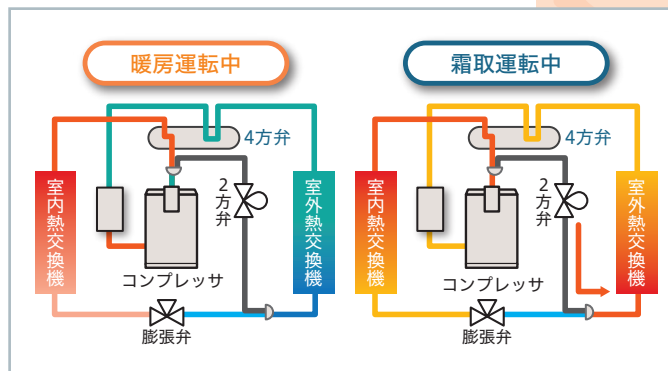 暖房運転中
霜取運転中
4方弁
4方弁
室内熱交換機
2方弁
室外熱交換機
室内熱交換機
2方弁
室外熱交換機
コンプレッサ
コンプレッサ
膨張弁
膨張弁